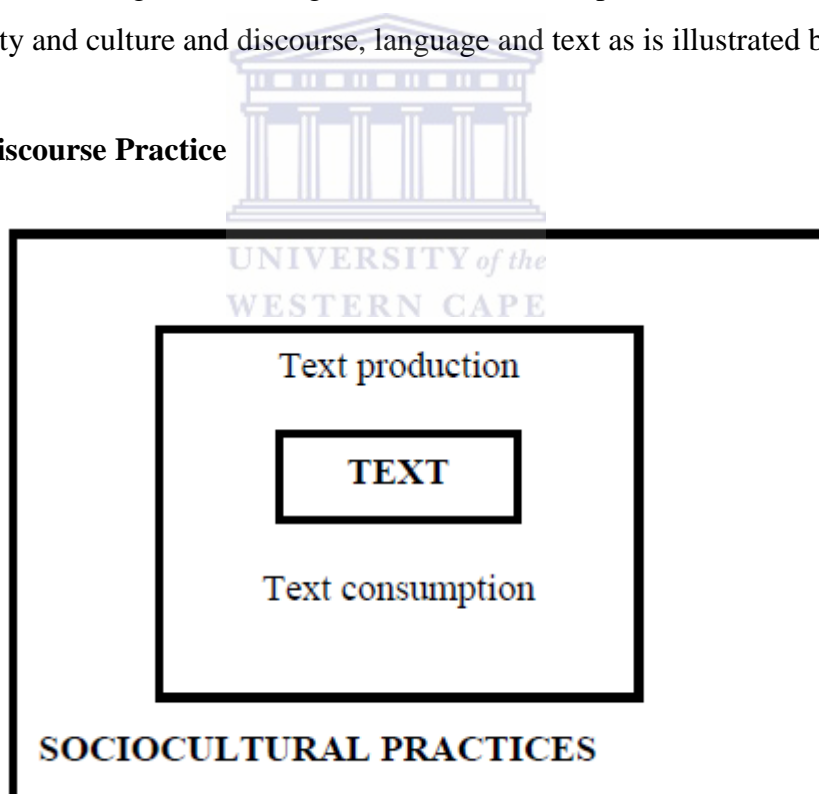 ty and culture and discourse, language and text as is illustrated b
iscourse Practice
UNIVERSITY of the
WESTERN CAPE
Text production
TEXT
Text consumption
SOCIOCULTURAL PRACTICES